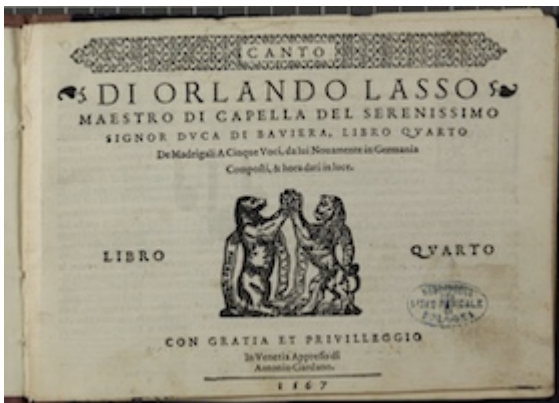 CANTO
DI ORLANDO LASSO
MAESTRO DI CAPELLA DEL SERENISSIMO
SIGNOR DVCA DI BAVIERA, LIBRO QVARTO
De Madrigali A Cinque Voci, da lui Nouamente in Germania
Composti, & hora dati in luce.
LIBRO QVARTO
LICEO MUSICALE
CON GRATIA ET PRIVILLEGGIO
In Venetia Appresso di
Antonio Gardano.
1567